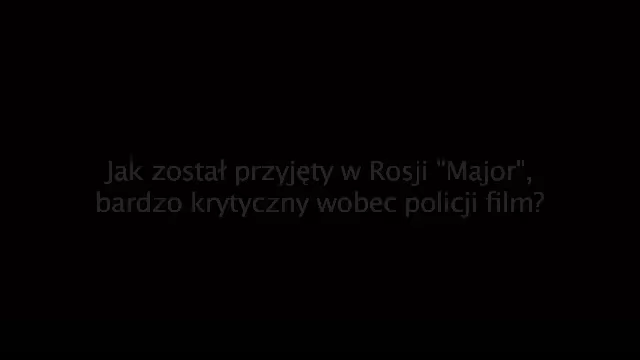 Jak został przyjęty w Rosji "Major",
bardzo krytyczny wobec policji film?